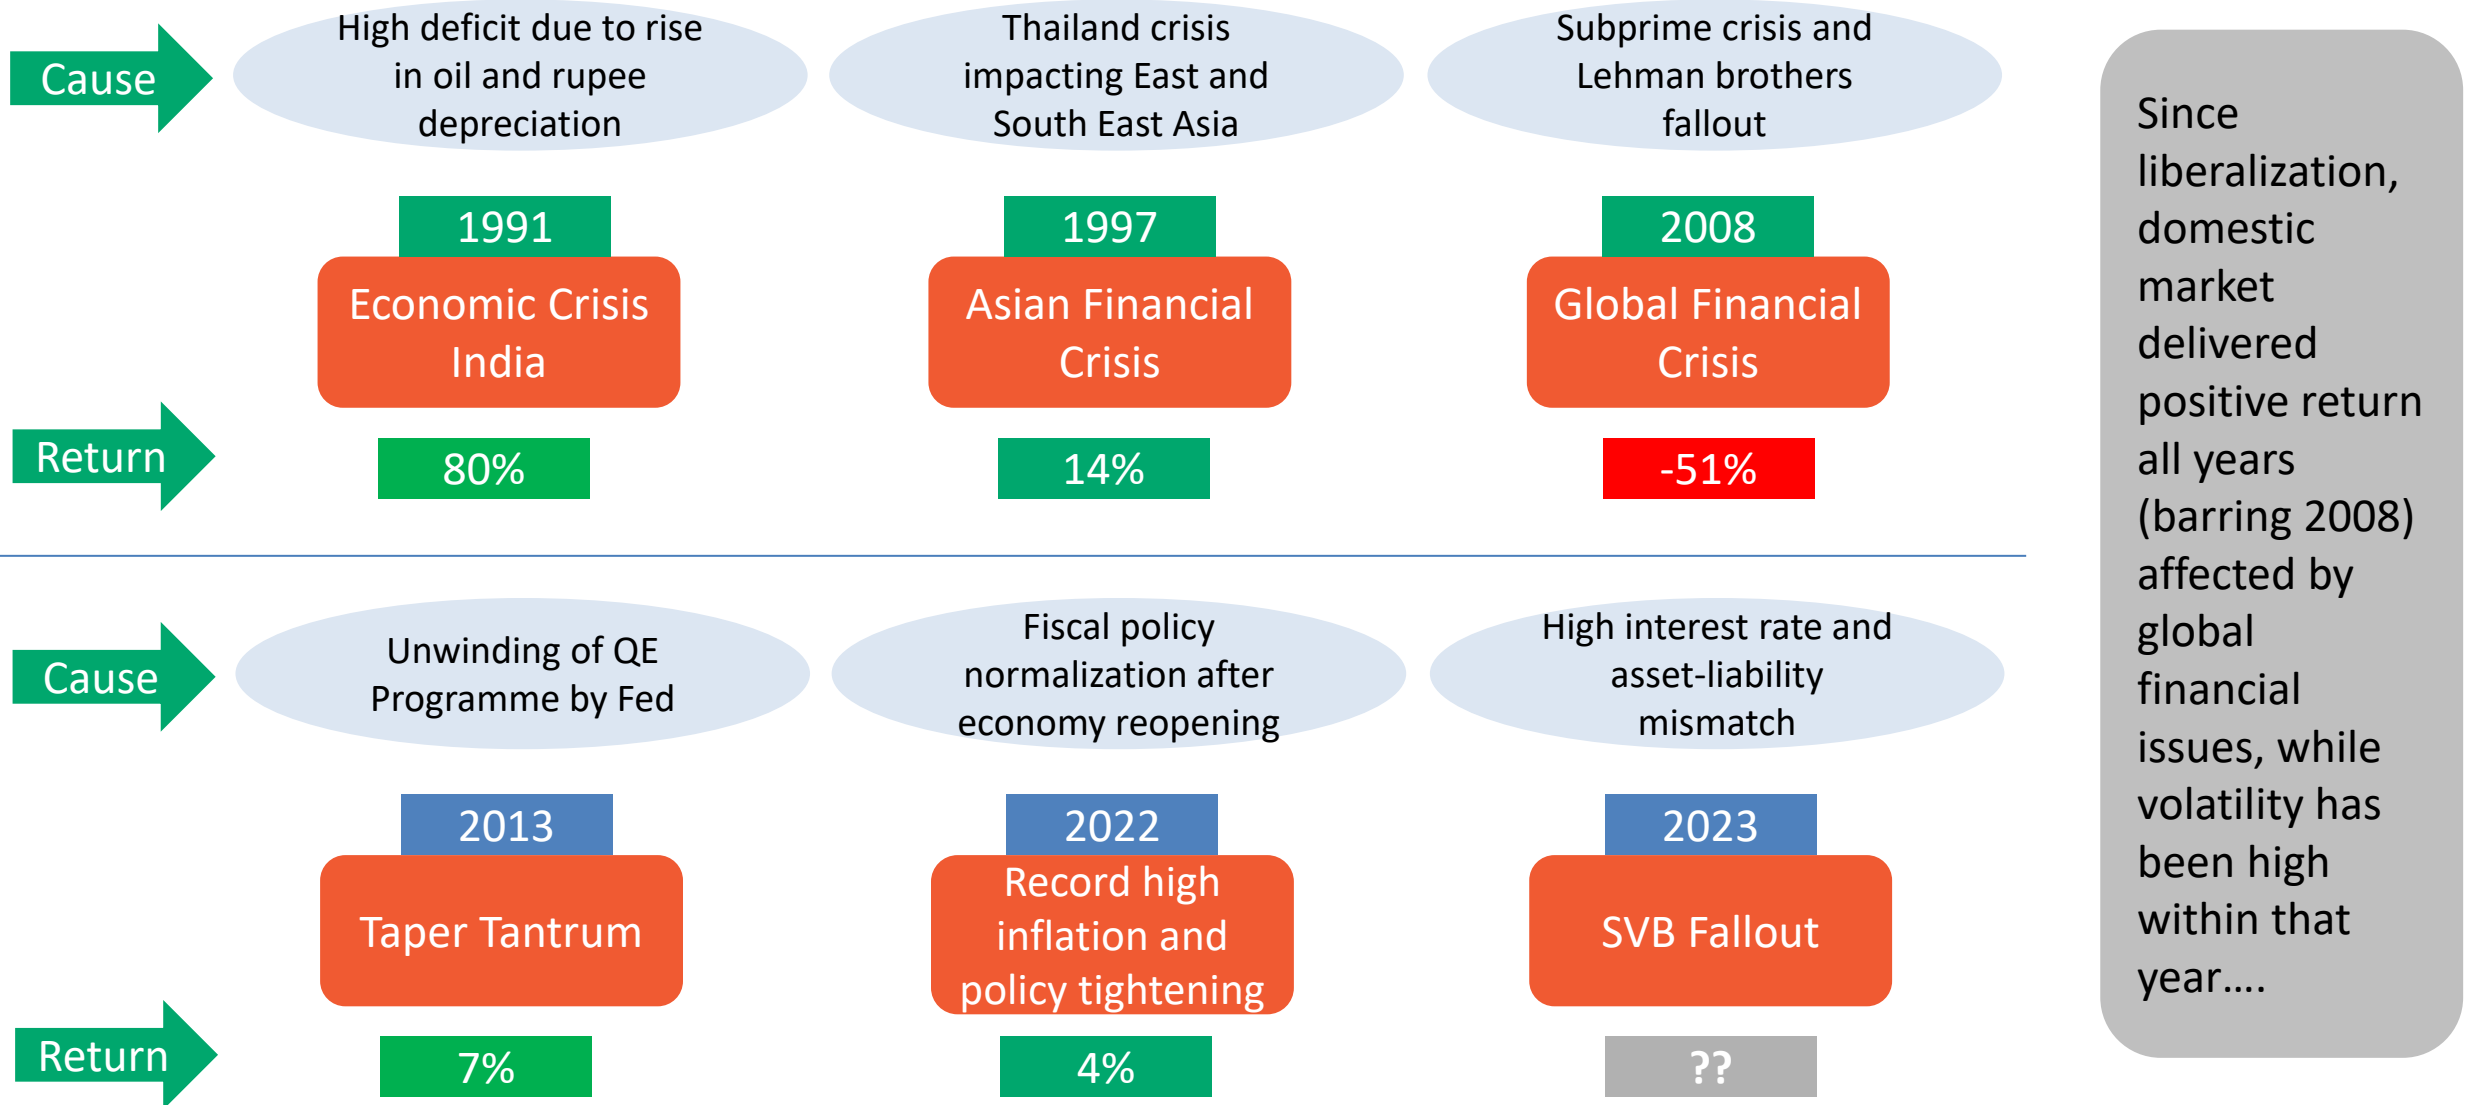 Cause
High deficit due to rise
in oil and rupee
depreciation
Thailand crisis
impacting East and
South East Asia
Subprime crisis and
Lehman brothers
fallout
1991
1997
2008
Economic Crisis
India
Asian Financial
Crisis
Global Financial
Crisis
Return
80%
14%
-51%
Cause
Unwinding of QE
Programme by Fed
Fiscal policy
normalization after
economy reopening
High interest rate and
asset-liability
mismatch
2013
2022
2023
Taper Tantrum
Record high
inflation and
policy tightening
SVB Fallout
Return
7%
4%
??
Since
liberalization,
domestic
market
delivered
positive return
all years
(barring 2008)
affected by
global
financial
issues, while
volatility has
been high
within that
year....